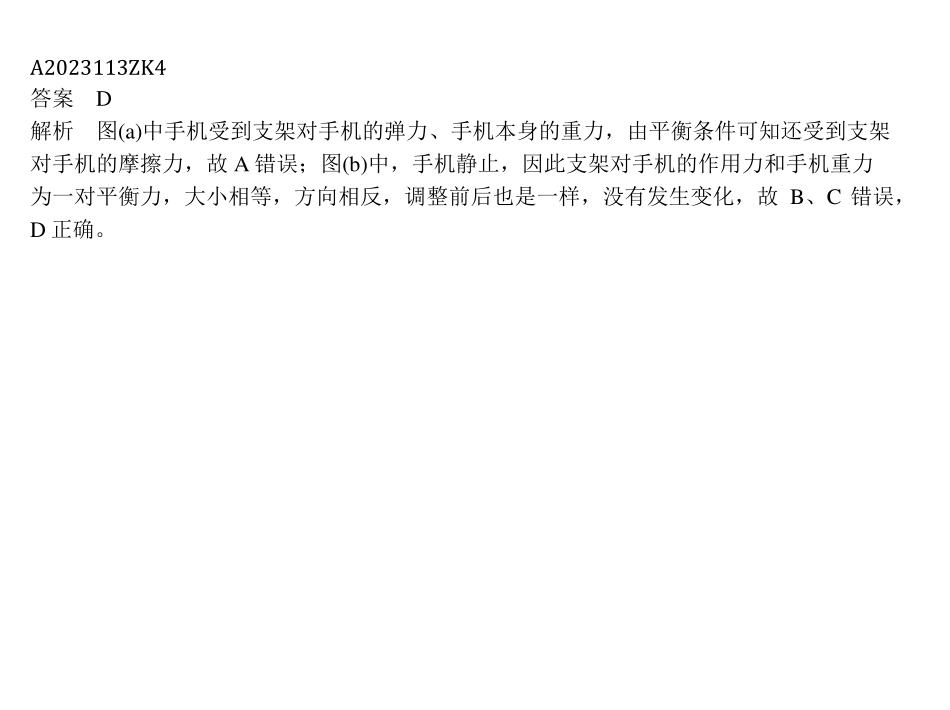 A2023113ZK4
答案 D
解析 图(a)中手机受到支架对手机的弹力、手机本身的重力，由平衡条件可知还受到支架
对手机的摩擦力，故 A 错误；图(b)中，手机静止，因此支架对手机的作用力和手机重力
为一对平衡力，大小相等，方向相反，调整前后也是一样，没有发生变化，故 B、C 错误，
D 正确。